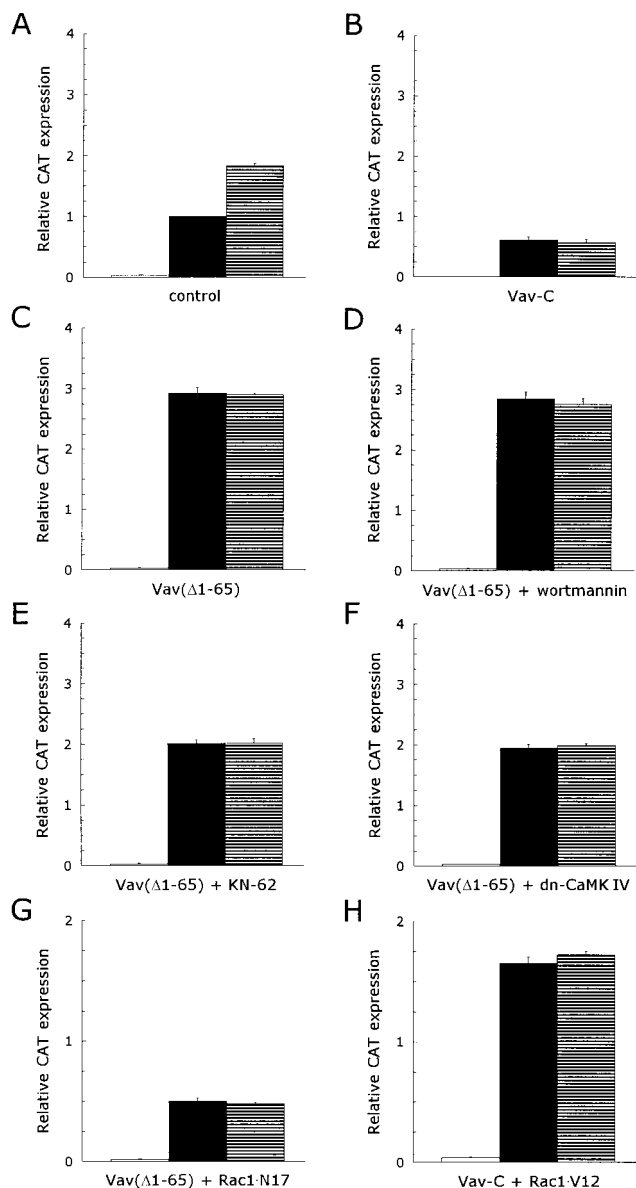 A
Relative CAT expression
4
3
2
1
0
control
B
Relative CAT expression
4
3
2
1
0
Vav-C
C
Relative CAT expression
4
3
2
1
0
Vav(Δ1-65)
D
Relative CAT expression
4
3
2
1
0
Vav(Δ1-65) + wortmannin
E
Relative CAT expression
4
3
2
1
0
Vav(Δ1-65) + KN-62
F
Relative CAT expression
4
3
2
1
0
Vav(Δ1-65) + dn-CaMK IV
G
Relative CAT expression
2
1
0
Vav(Δ1-65) + Rac1·N17
H
Relative CAT expression
2
1
0
Vav-C + Rac1·V12